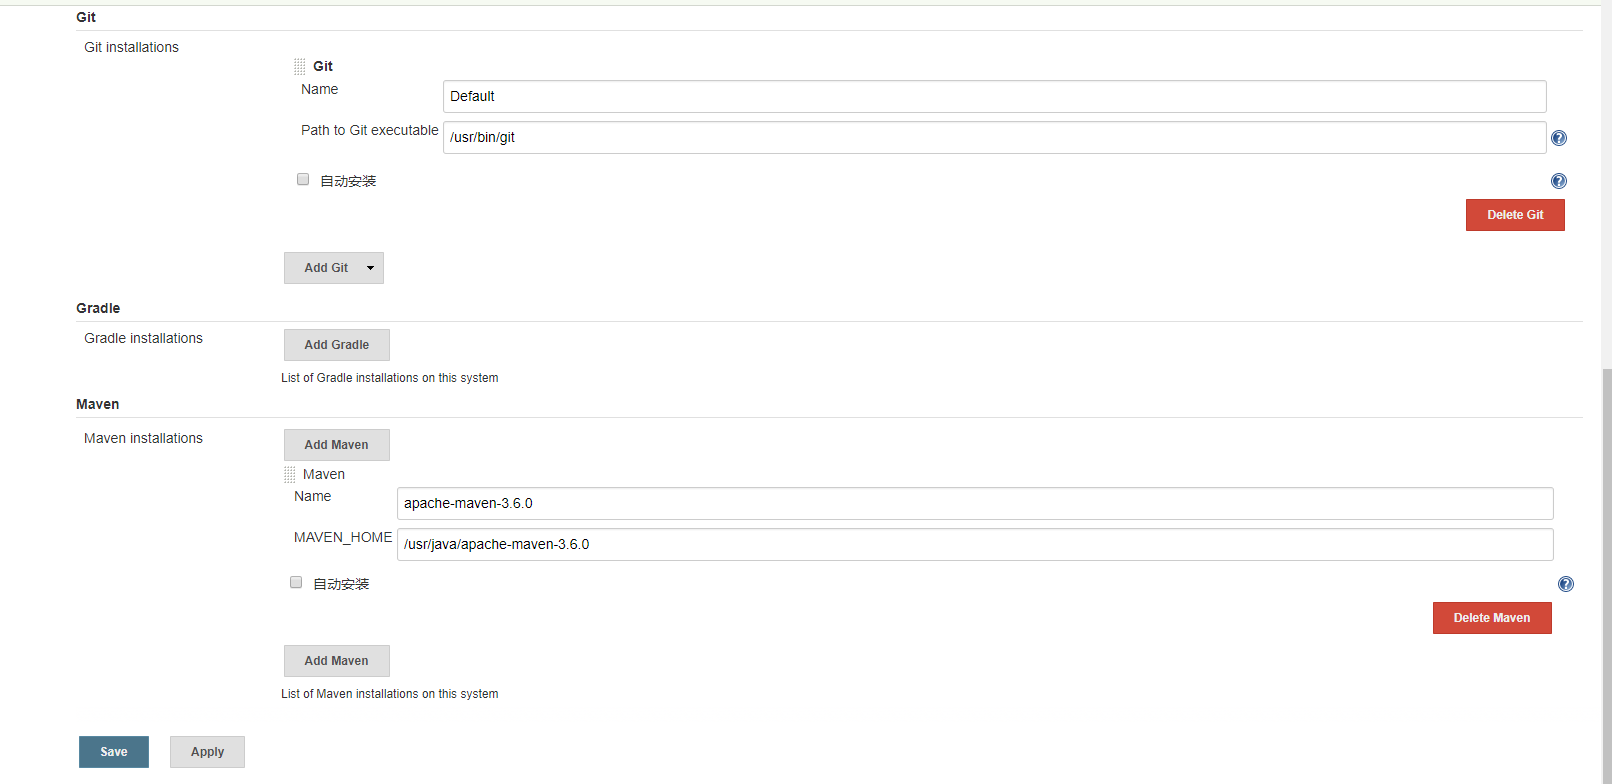 Git
Git installations
Git
Name
Default
Path to Git executable
/usr/bin/git
自动安装
Delete Git
Add Git
Gradle
Gradle installations
Add Gradle
List of Gradle installations on this system
Maven
Maven installations
Add Maven
Maven
Name
apache-maven-3.6.0
MAVEN_HOME
/usr/java/apache-maven-3.6.0
自动安装
Delete Maven
Add Maven
List of Maven installations on this system
Save
Apply